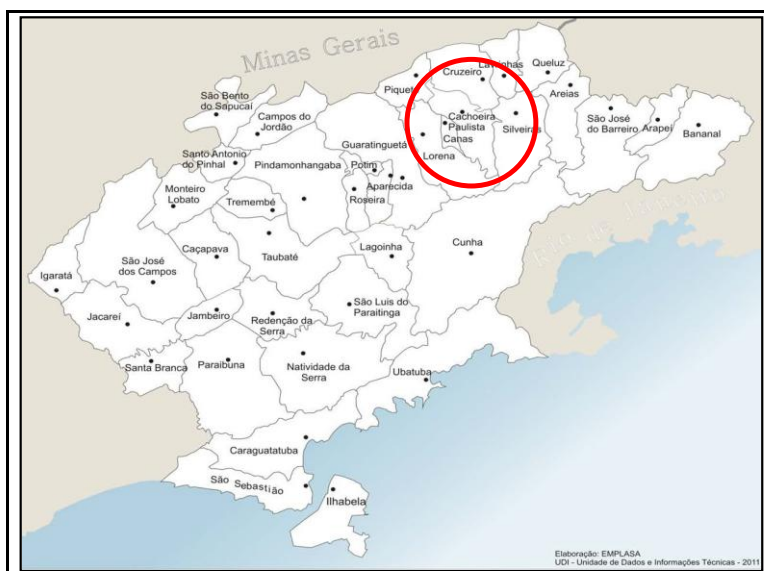 Minas Gerais
Cruzeiro
Lavrinhas
Queluz
Piquete
Areias
São Bento
do Sapucaí
Campos do
Jordão
Cachoeira
Paulista
Canas
Silveiras
São José
do Barreiro
Arapeí
Bananal
Guaratinguetá
Lorena
Santo Antonio
do Pinhal
Pindamonhangaba
Potim
Aparecida
Roseira
Monteiro
Lobato
Tremembé
Rio de Janeiro
Caçapava
Taubaté
Lagoinha
Cunha
São José
dos Campos
Igaratá
São Luis do
Paraitinga
Jacareí
Jambeiro
Redenção da
Serra
Santa Branca
Paraibuna
Natividade da
Serra
Ubatuba
Caraguatatuba
São Sebastião
Ilhabela
Elaboração: EMPLASA
UDI - Unidade de Dados e Informações Técnicas - 2011